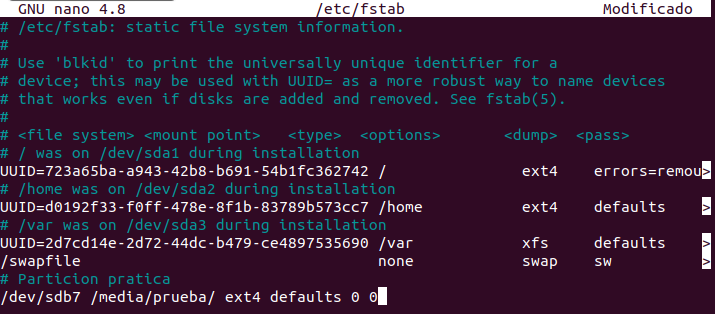 GNU nano 4.8 /etc/fstab Modificado
# /etc/fstab: static file system information.
#
# Use 'blkid' to print the universally unique identifier for a
# device; this may be used with UUID= as a more robust way to name devices
# that works even if disks are added and removed. See fstab(5).
#
# <file system> <mount point>   <type>  <options>       <dump>  <pass>
# / was on /dev/sda1 during installation
UUID=723a65ba-a943-42b8-b691-54b1fc362742 /               ext4    errors=remou>
# /home was on /dev/sda2 during installation
UUID=d0192f33-f0ff-478e-8f1b-83789b573cc7 /home           ext4    defaults   >
# /var was on /dev/sda3 during installation
UUID=2d7cd14e-2d72-44dc-b479-ce4897535690 /var            xfs     defaults   >
/swapfile                                 none            swap    sw         >
# Particion pratica
/dev/sdb7 /media/prueba/ ext4 defaults 0 0